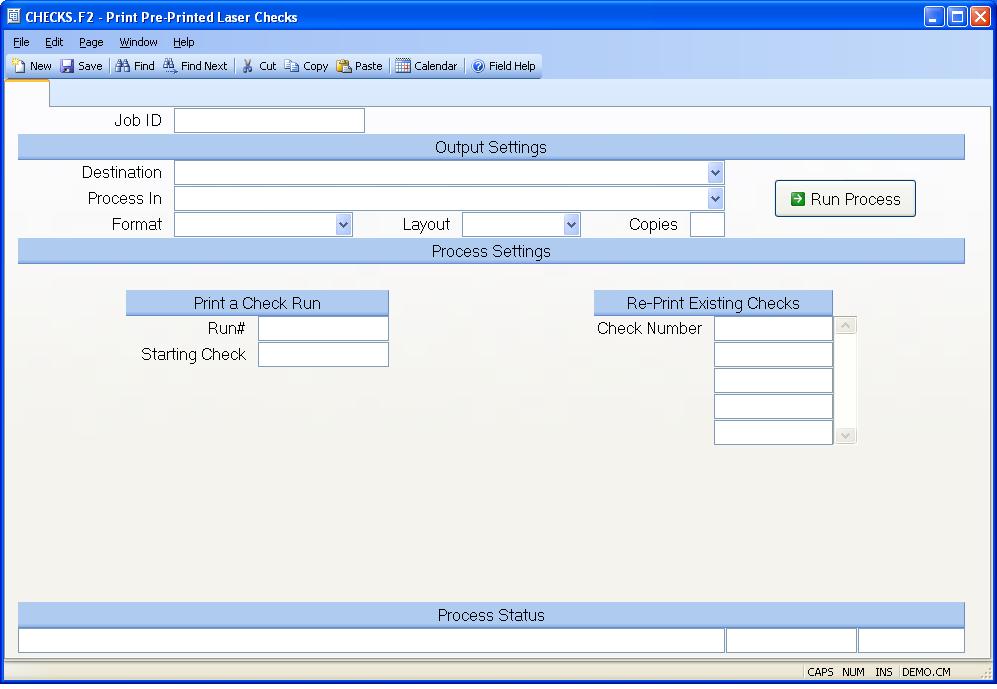 CHECKS.F2 - Print Pre-Printed Laser Checks
File Edit Page Window Help
New Save Find Find Next Cut Copy Paste Calendar Field Help
Job ID
Output Settings
Destination
Process In
Run Process
Format Layout Copies
Process Settings
Print a Check Run Re-Print Existing Checks
Run# Check Number
Starting Check
Process Status
CAPS NUM INS DEMO.CM